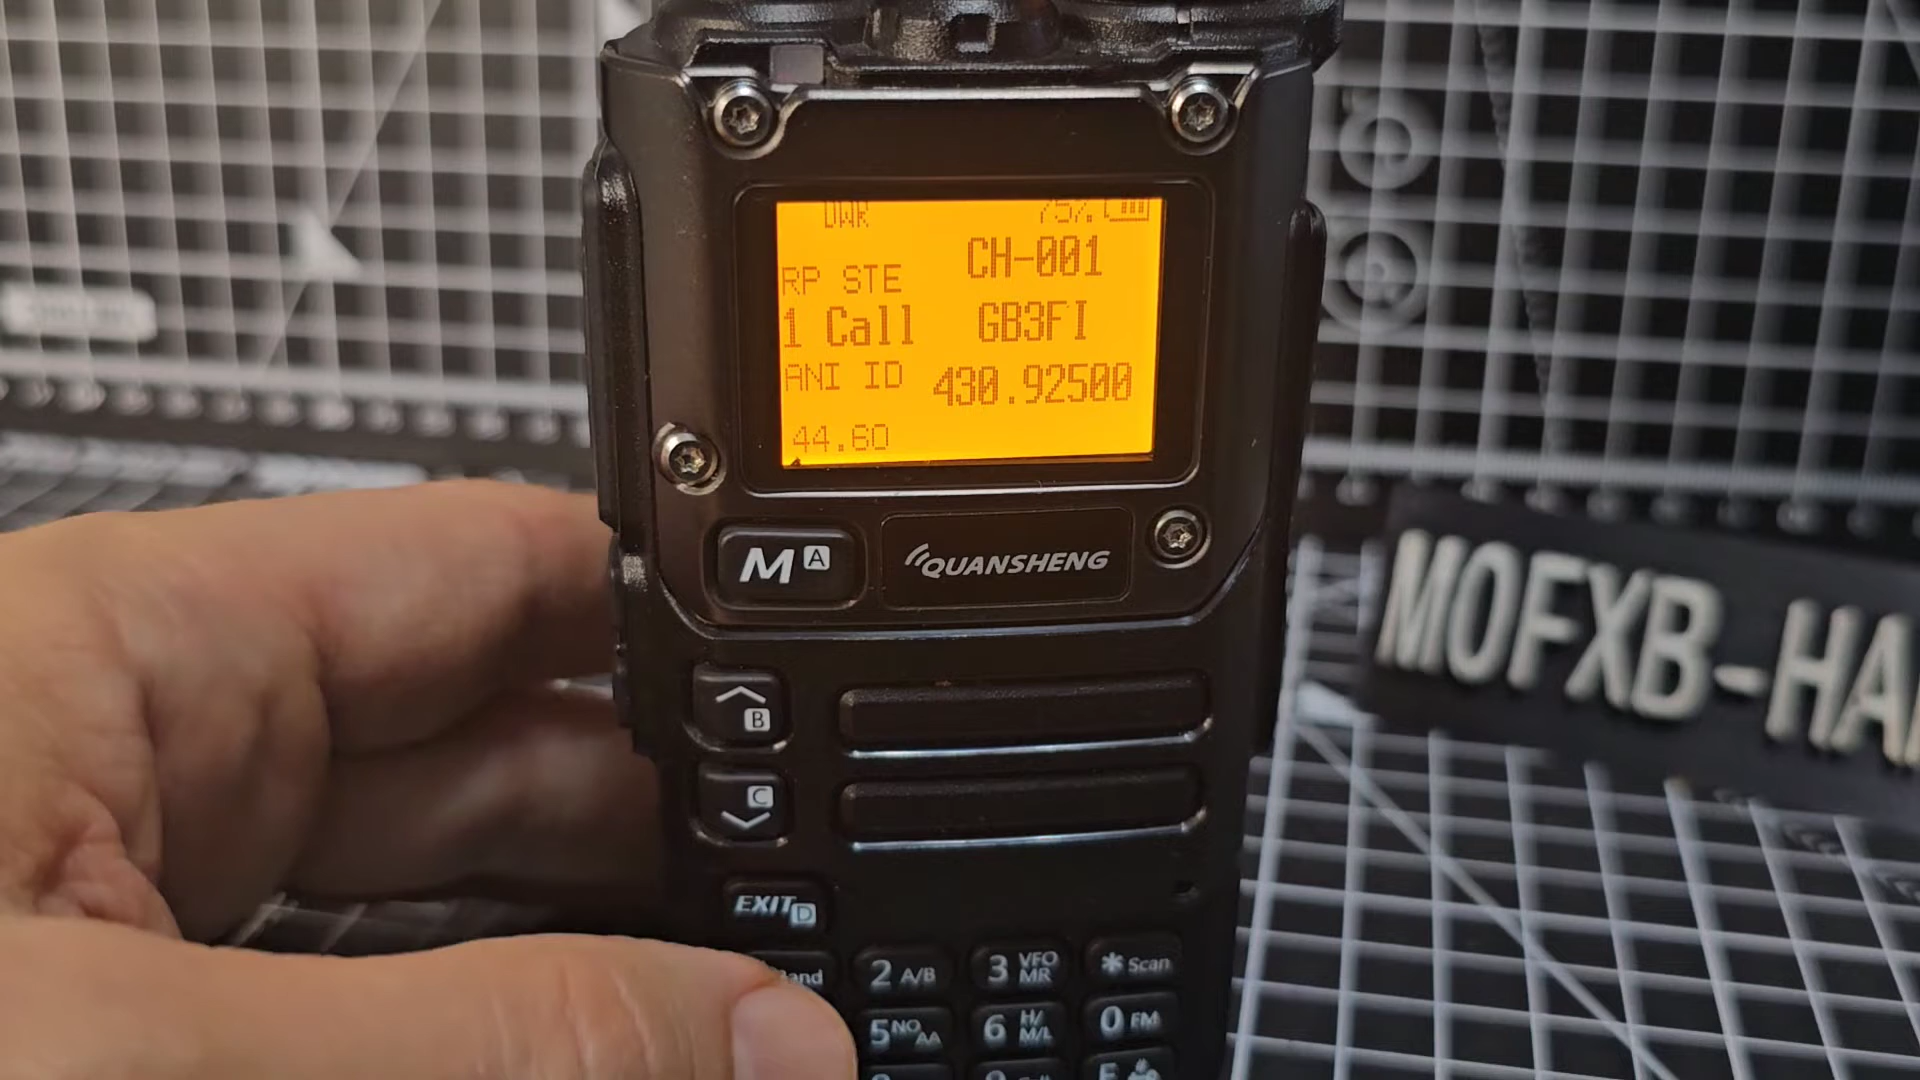 DWR 75%
CH-001
RP STE
1 Call GB3FI
ANI ID 430.92500
44.60
M A QUANSHENG
B
C
EXIT D
and 2 A/B 3 VFO MR * Scan
5 NOAA 6 H/M/L 0 FM
F
M0FXB-HA